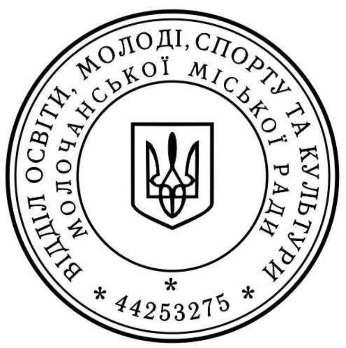 ВІДДІЛ ОСВІТИ, МОЛОДІ, СПОРТУ ТА КУЛЬТУРИ
МОЛОЧАНСЬКОЇ МІСЬКОЇ РАДИ
*
* 44253275 *